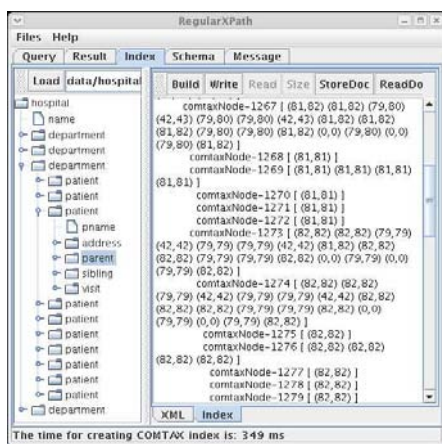 RegularXPath
Files Help
Query Result Index Schema Message
Load data/hospital
Build Write Read Size StoreDoc ReadDo
hospital
name
department
department
department
patient
patient
patient
pname
address
parent
sibling
visit
patient
patient
patient
patient
patient
patient
department
comtaxNode-1267 [ (81,82) (81,82) (79,80)
(42,43) (79,80) (79,80) (42,43) (81,82) (81,82)
(81,82) (79,80) (79,80) (81,82) (0,0) (79,80) (0,0)
(79,80) (81,82) ]
comtaxNode-1268 [ (81,81) ]
comtaxNode-1269 [ (81,81) (81,81) (81,81)
(81,81) ]
comtaxNode-1270 [ (81,81) ]
comtaxNode-1271 [ (81,81) ]
comtaxNode-1272 [ (81,81) ]
comtaxNode-1273 [ (82,82) (82,82) (79,79)
(42,42) (79,79) (79,79) (42,42) (81,82) (82,82)
(82,82) (79,79) (79,79) (82,82) (0,0) (79,79) (0,0)
(79,79) (82,82) ]
comtaxNode-1274 [ (82,82) (82,82)
(79,79) (42,42) (79,79) (79,79) (42,42) (82,82)
(82,82) (82,82) (79,79) (79,79) (82,82) (0,0)
(79,79) (0,0) (79,79) (82,82) ]
comtaxNode-1275 [ (82,82) ]
comtaxNode-1276 [ (82,82) (82,82)
(82,82) (82,82) ]
comtaxNode-1277 [ (82,82) ]
comtaxNode-1278 [ (82,82) ]
comtaxNode-1279 [ (82,82) ]
XML Index
The time for creating COMTAX index is: 349 ms